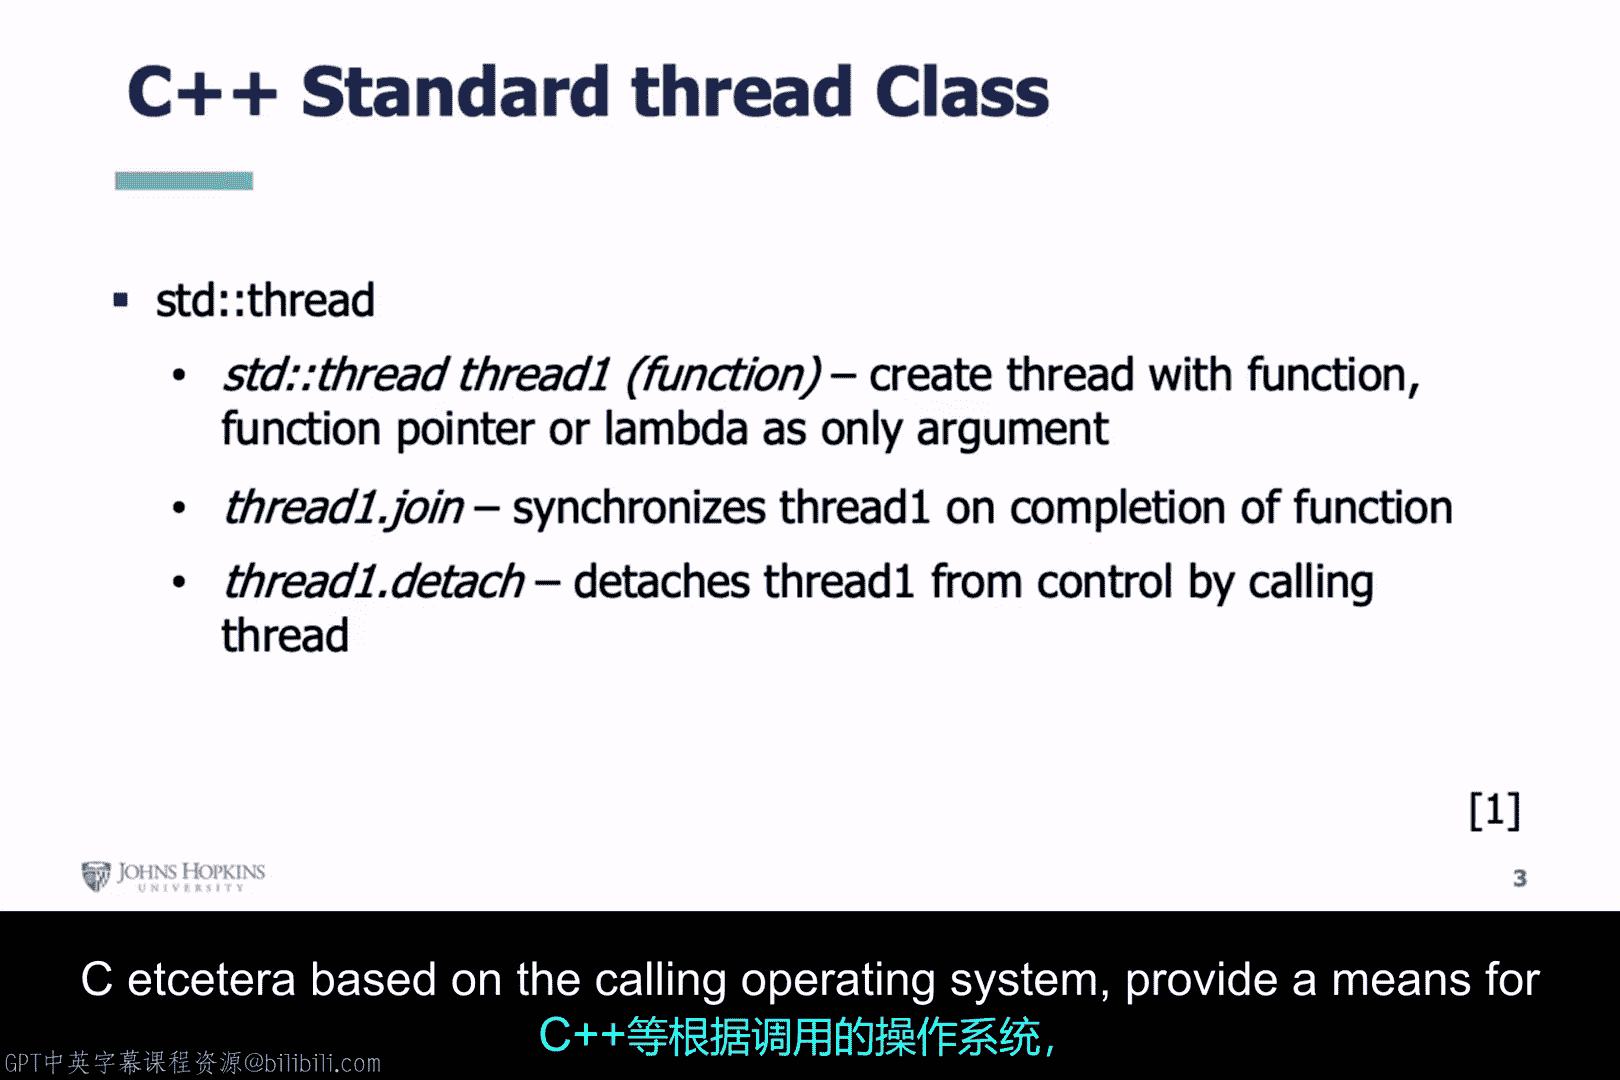 C++ Standard thread Class
▪ std::thread
• std::thread thread1 (function) – create thread with function,
function pointer or lambda as only argument
• thread1.join – synchronizes thread1 on completion of function
• thread1.detach – detaches thread1 from control by calling
thread
[1]
JOHNS HOPKINS
UNIVERSITY
3
C etcetera based on the calling operating system, provide a means for
C++等根据调用的操作系统，
GPT中英字幕课程资源@bilibili.com